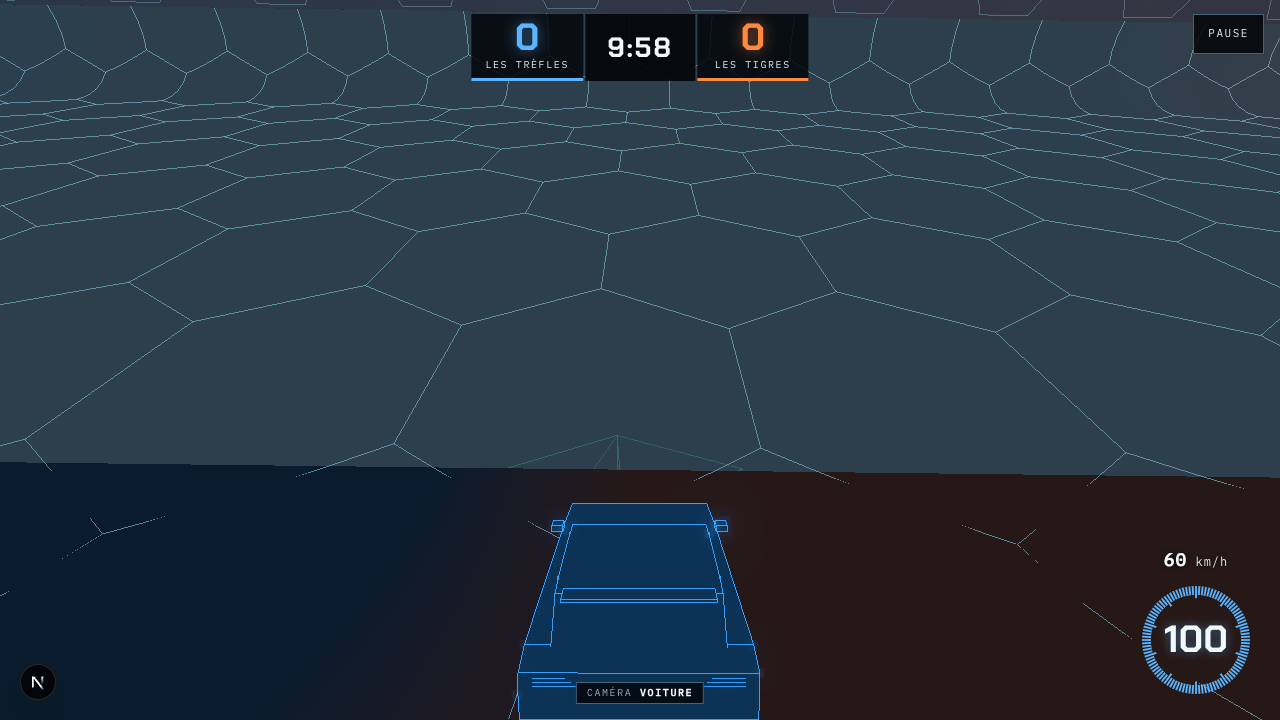 0
LES TRÈFLES
9:58
0
LES TIGRES
PAUSE
60 km/h
100
CAMÉRA VOITURE
N